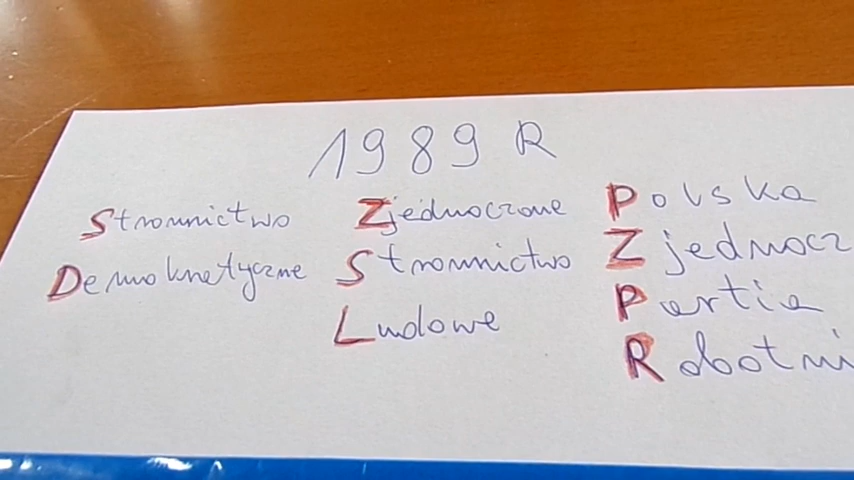 1989 R
Stronnictwo
Demokratyczne
Zjednoczone
Stronnictwo
Ludowe
Polska
Zjednocz
Partia
Robotni